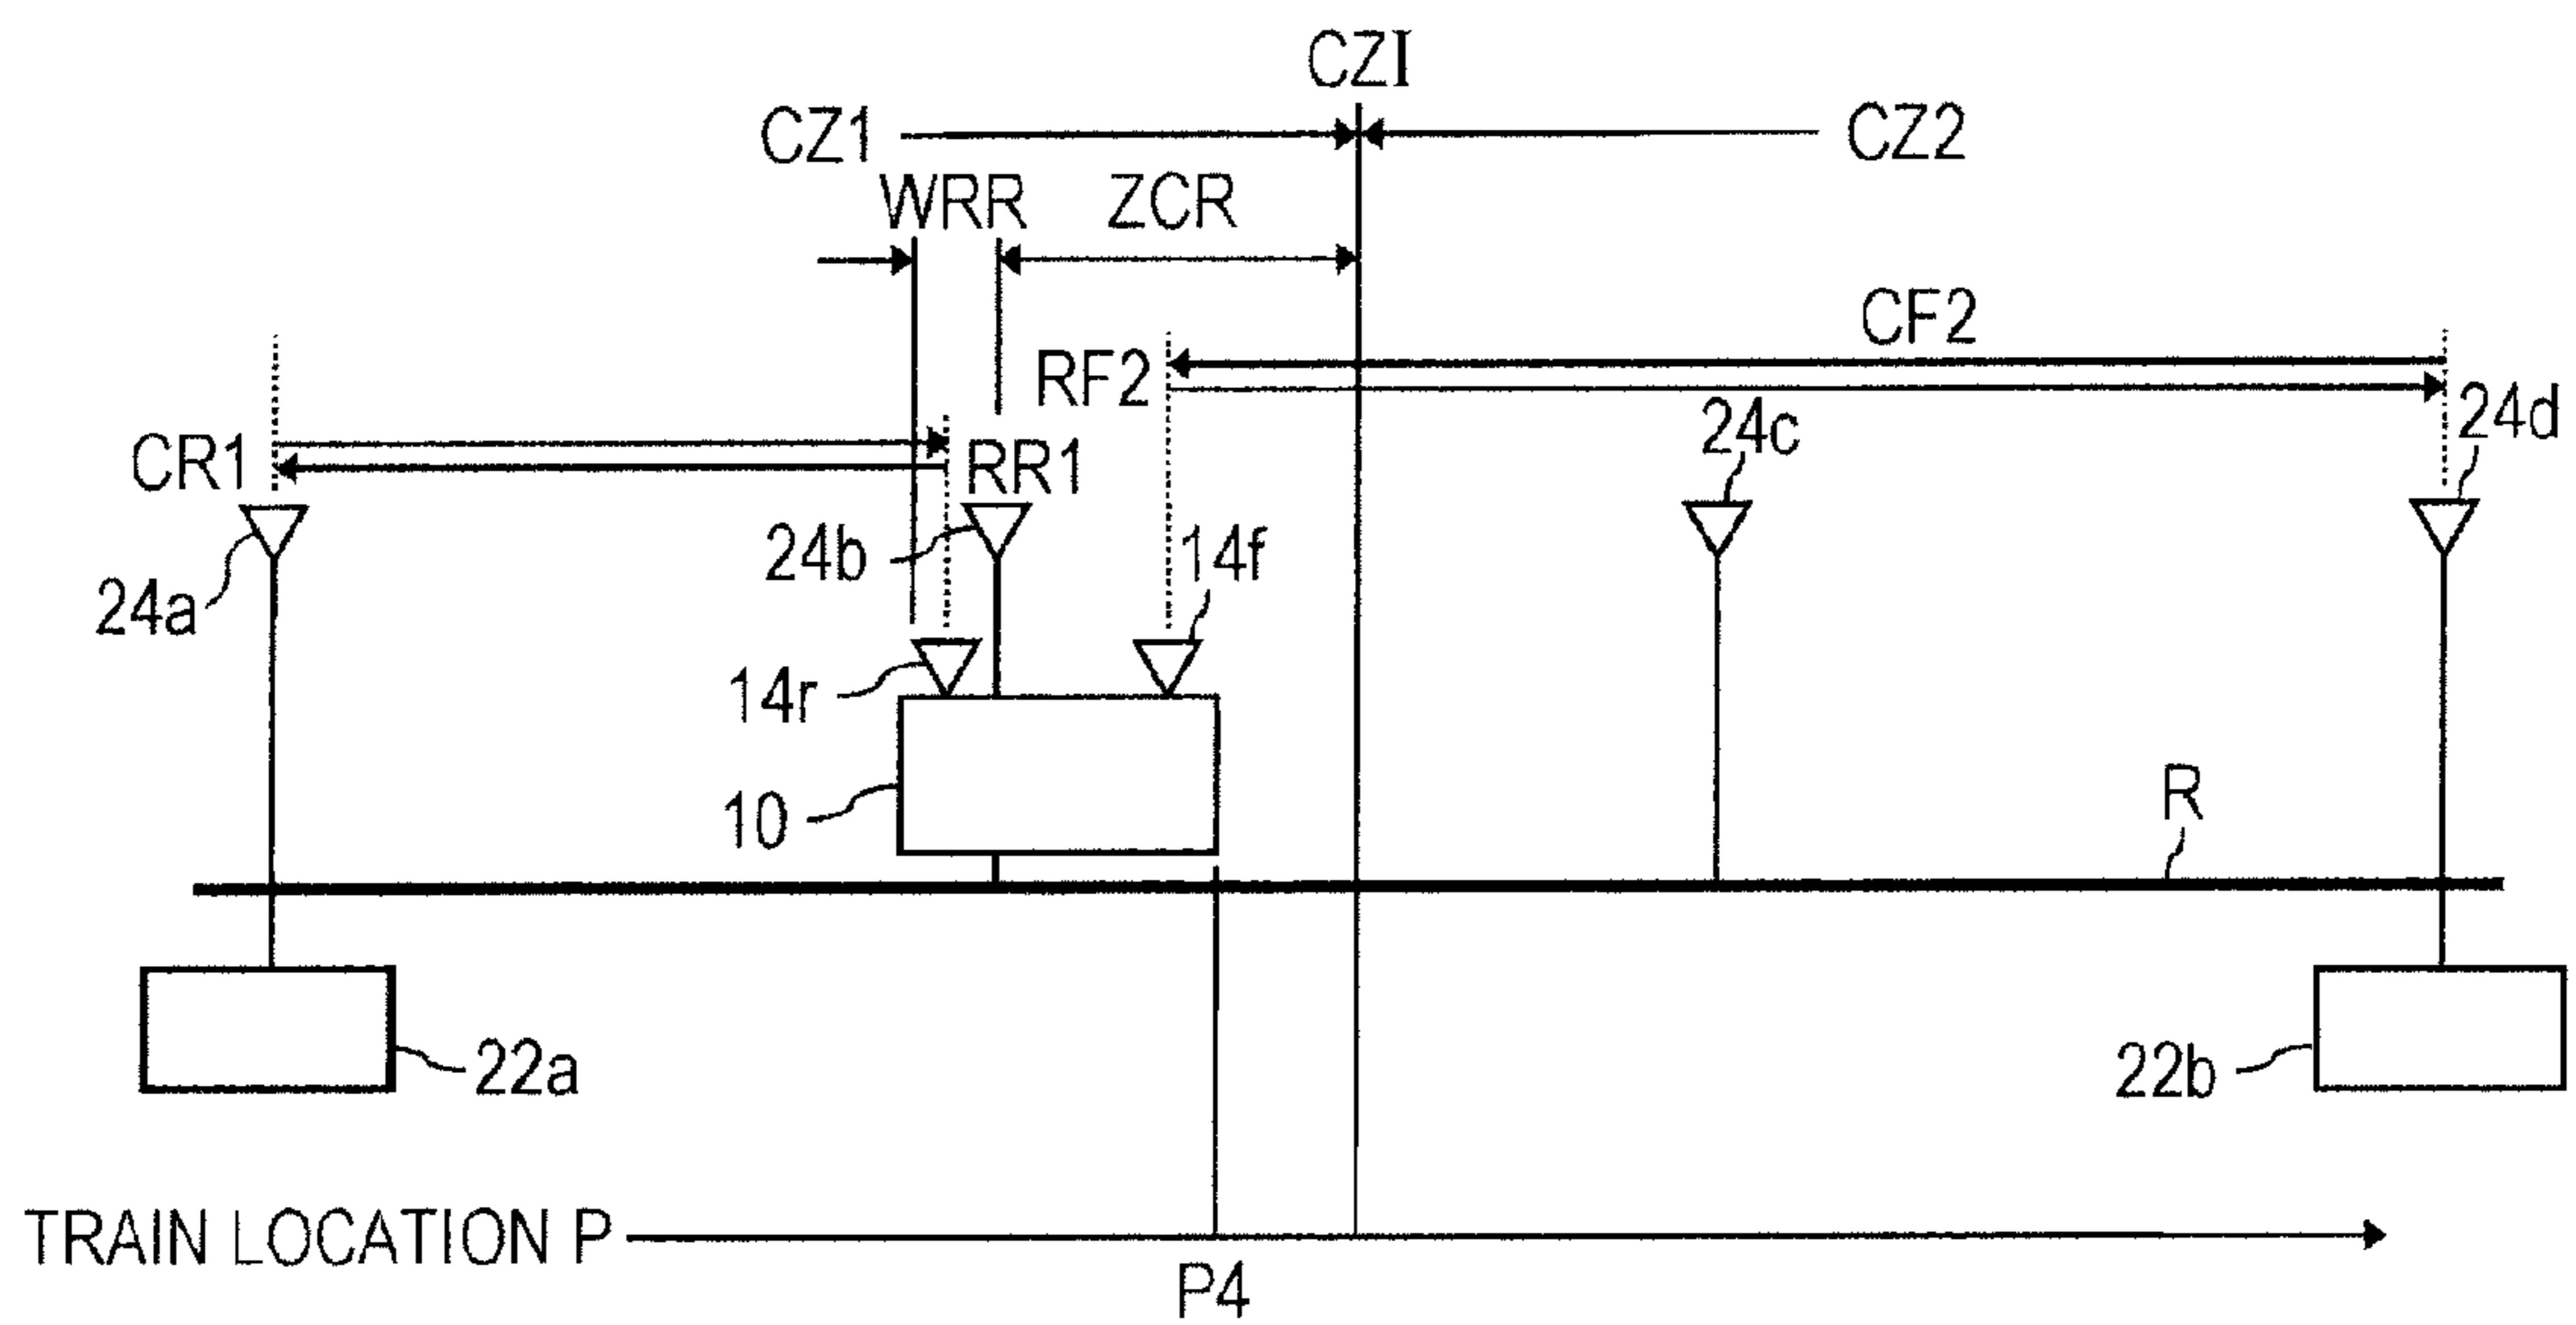 CZI
CZ1
CZ2
WRR
ZCR
CF2
RF2
24c
24d
CR1
RR1
24b
14f
24a
14r
10
R
22a
22b
TRAIN LOCATION P
P4